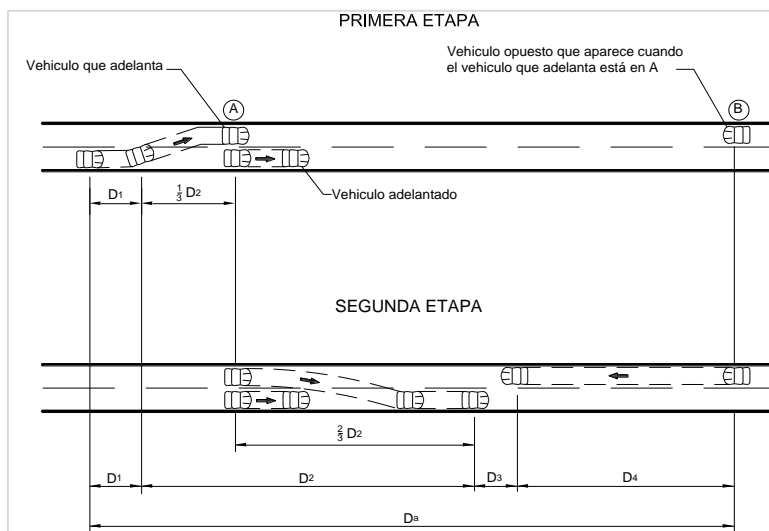 PRIMERA ETAPA
Vehiculo que adelanta
Vehiculo opuesto que aparece cuando
el vehiculo que adelanta está en A
A
B
Vehiculo adelantado
D1
1/3 D2
SEGUNDA ETAPA
2/3 D2
D1
D2
D3
D4
Da